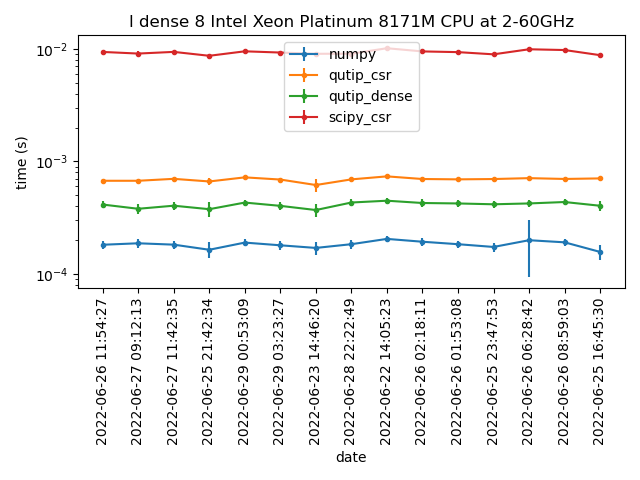 l dense 8 Intel Xeon Platinum 8171M CPU at 2-60GHz
numpy
qutip_csr
qutip_dense
scipy_csr
time (s)
10⁻²
10⁻³
10⁻⁴
2022-06-26 11:54:27
2022-06-27 09:12:13
2022-06-27 11:42:35
2022-06-25 21:42:34
2022-06-29 00:53:09
2022-06-29 03:23:27
2022-06-23 14:46:20
2022-06-28 22:22:49
2022-06-22 14:05:23
2022-06-26 02:18:11
2022-06-26 01:53:08
2022-06-25 23:47:53
2022-06-26 06:28:42
2022-06-26 08:59:03
2022-06-25 16:45:30
date